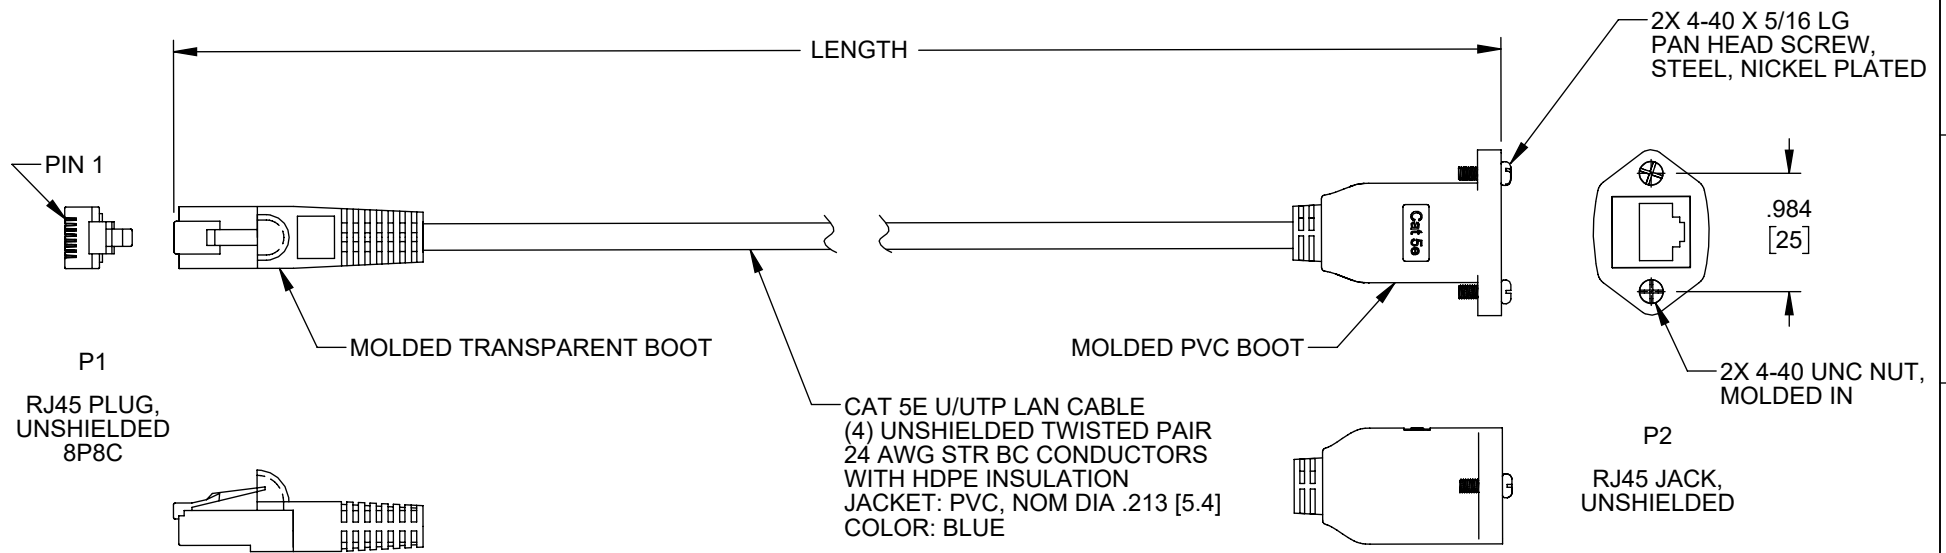 LENGTH
2X 4-40 X 5/16 LG
PAN HEAD SCREW,
STEEL, NICKEL PLATED
PIN 1
Cat 5e
.984
[25]
MOLDED TRANSPARENT BOOT
MOLDED PVC BOOT
2X 4-40 UNC NUT,
MOLDED IN
P1
RJ45 PLUG,
UNSHIELDED
8P8C
CAT 5E U/UTP LAN CABLE
(4) UNSHIELDED TWISTED PAIR
24 AWG STR BC CONDUCTORS
WITH HDPE INSULATION
JACKET: PVC, NOM DIA .213 [5.4]
COLOR: BLUE
P2
RJ45 JACK,
UNSHIELDED